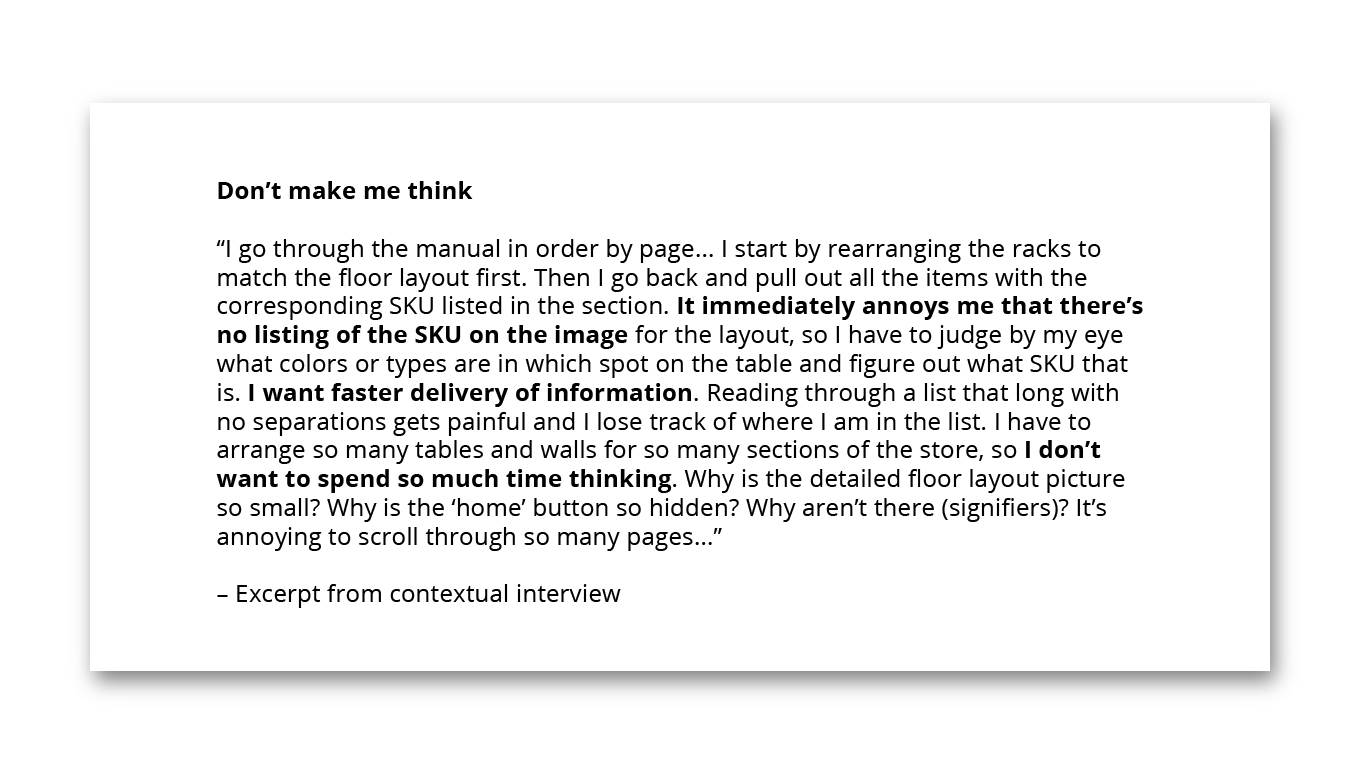 Don’t make me think
“I go through the manual in order by page... I start by rearranging the racks to
match the floor layout first. Then I go back and pull out all the items with the
corresponding SKU listed in the section. It immediately annoys me that there’s
no listing of the SKU on the image for the layout, so I have to judge by my eye
what colors or types are in which spot on the table and figure out what SKU that
is. I want faster delivery of information. Reading through a list that long with
no separations gets painful and I lose track of where I am in the list. I have to
arrange so many tables and walls for so many sections of the store, so I don’t
want to spend so much time thinking. Why is the detailed floor layout picture
so small? Why is the ‘home’ button so hidden? Why aren’t there (signifiers)? It’s
annoying to scroll through so many pages...”
– Excerpt from contextual interview